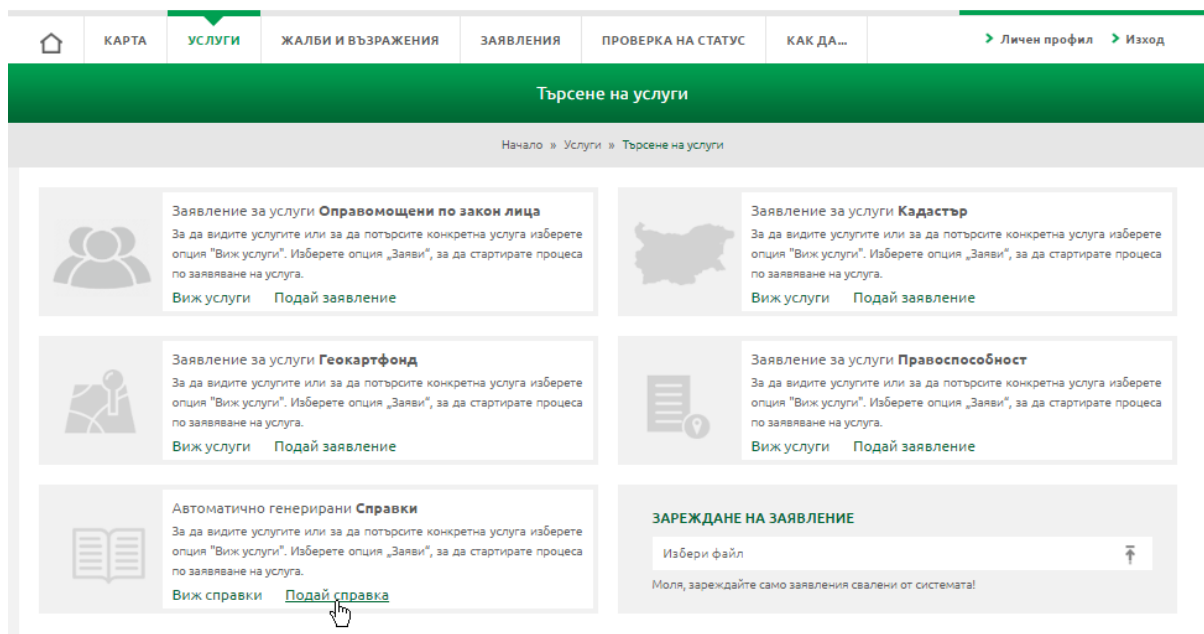 КАРТА
УСЛУГИ
ЖАЛБИ И ВЪЗРАЖЕНИЯ
ЗАЯВЛЕНИЯ
ПРОВЕРКА НА СТАТУС
КАК ДА...
Личен профил
Изход
Търсене на услуги
Начало » Услуги » Търсене на услуги
Заявление за услуги Оправомощени по закон лица
За да видите услугите или за да потърсите конкретна услуга изберете
опция "Виж услуги". Изберете опция „Заяви“, за да стартирате процеса
по заявяване на услуга.
Виж услуги Подай заявление
Заявление за услуги Кадастър
За да видите услугите или за да потърсите конкретна услуга изберете
опция "Виж услуги". Изберете опция „Заяви“, за да стартирате процеса
по заявяване на услуга.
Виж услуги Подай заявление
Заявление за услуги Геокартфонд
За да видите услугите или за да потърсите конкретна услуга изберете
опция "Виж услуги". Изберете опция „Заяви“, за да стартирате процеса
по заявяване на услуга.
Виж услуги Подай заявление
Заявление за услуги Правоспособност
За да видите услугите или за да потърсите конкретна услуга изберете
опция "Виж услуги". Изберете опция „Заяви“, за да стартирате процеса
по заявяване на услуга.
Виж услуги Подай заявление
Автоматично генерирани Справки
За да видите услугите или за да потърсите конкретна услуга изберете
опция "Виж услуги". Изберете опция „Заяви“, за да стартирате процеса
по заявяване на услуга.
Виж справки Подай справка
ЗАРЕЖДАНЕ НА ЗАЯВЛЕНИЕ
Избери файл
Моля, зареждайте само заявления свалени от системата!